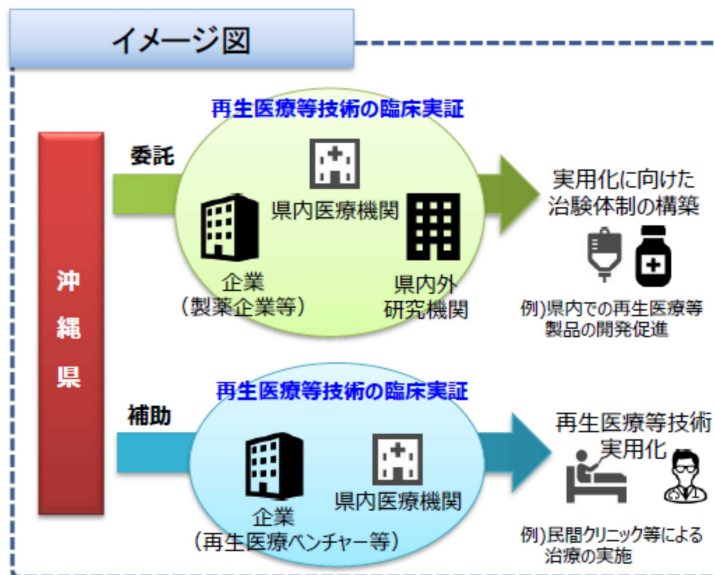 イメージ図
沖縄県
委託
再生医療等技術の臨床実証
県内医療機関
企業
（製薬企業等）
県内外
研究機関
実用化に向けた
治験体制の構築
例)県内での再生医療等
製品の開発促進
補助
再生医療等技術の臨床実証
企業
（再生医療ベンチャー等）
県内医療機関
再生医療等技術
実用化
例)民間クリニック等による
治療の実施